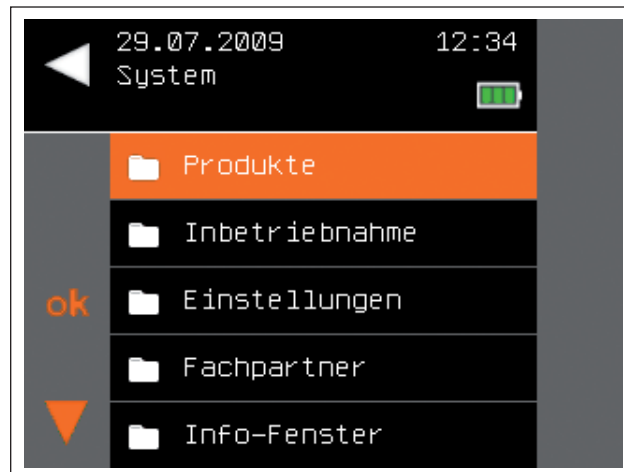 29.07.2009 12:34
System
Produkte
Inbetriebnahme
ok
Einstellungen
Fachpartner
Info-Fenster